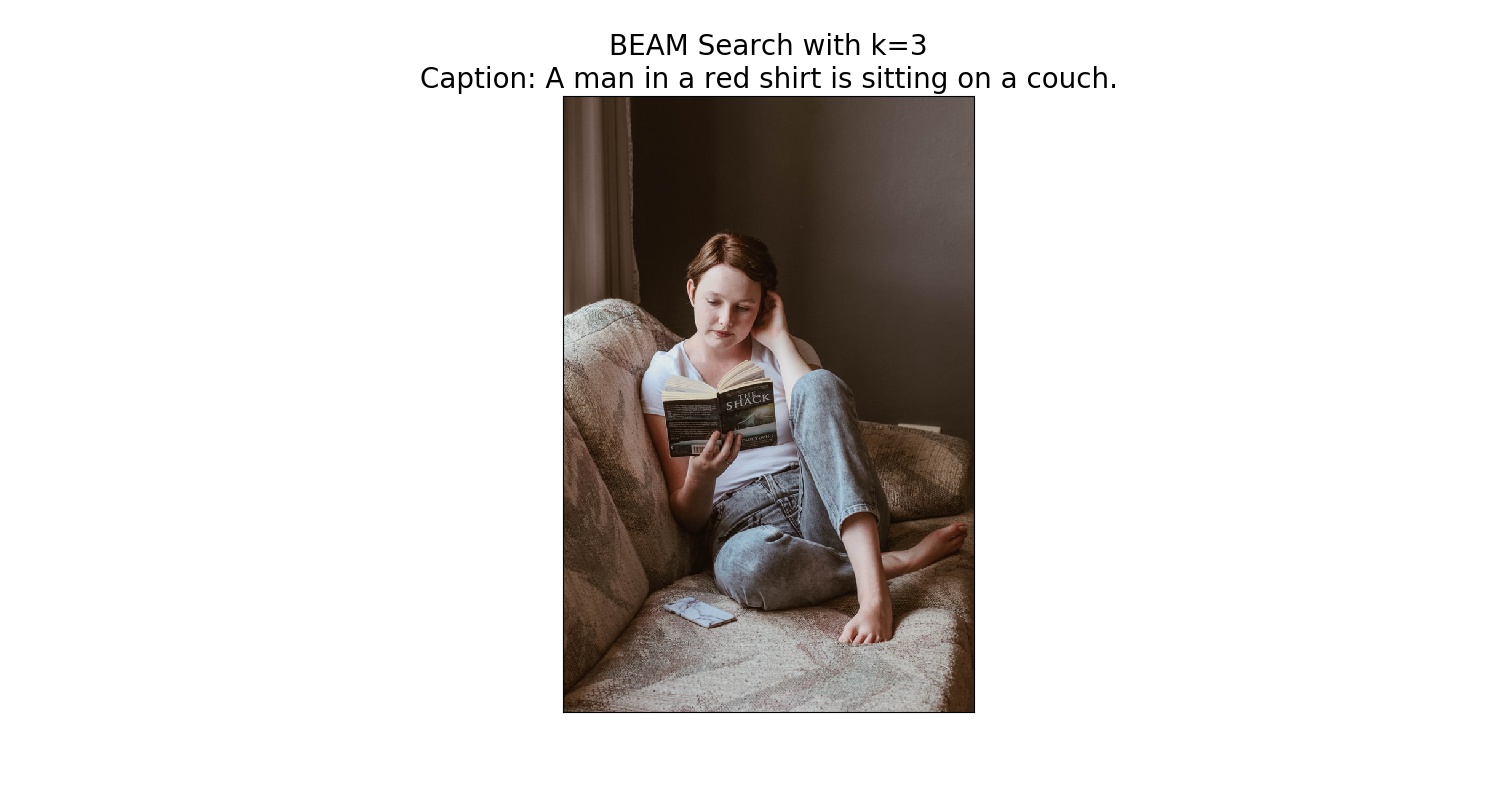 BEAM Search with k=3
Caption: A man in a red shirt is sitting on a couch.
THE
SHACK